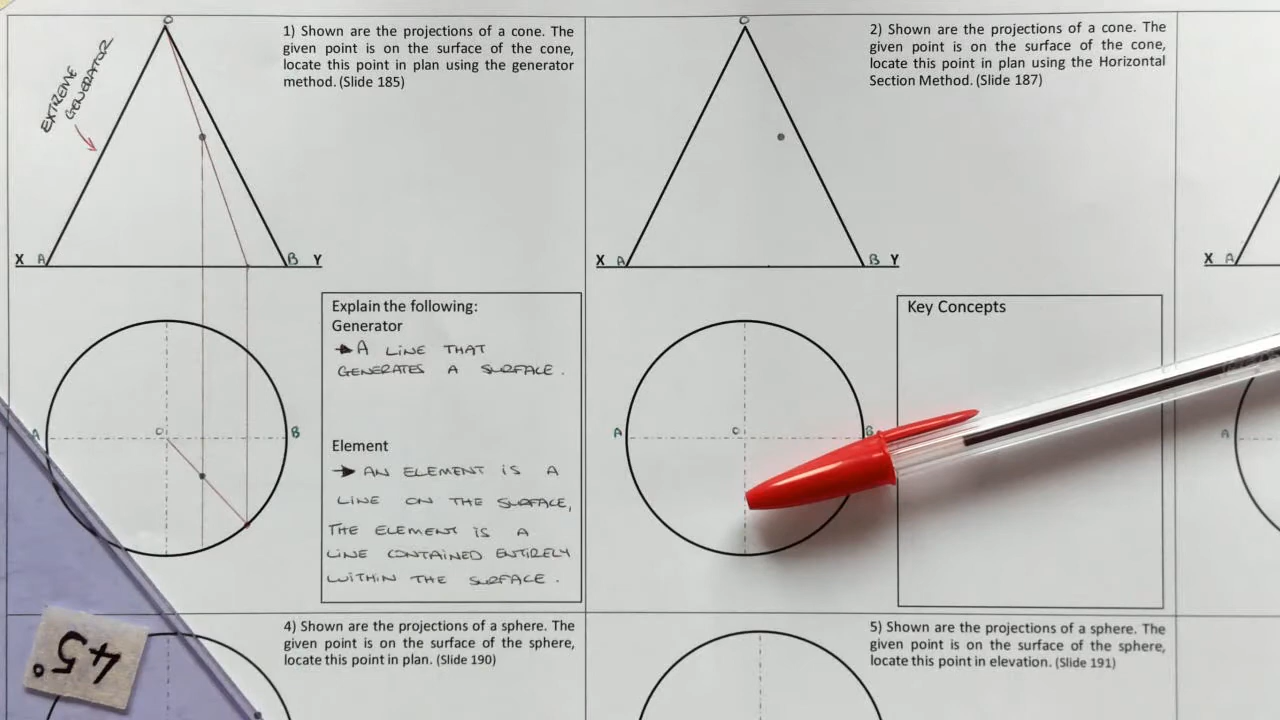 O
EXTREME
GENERATOR
1) Shown are the projections of a cone. The
given point is on the surface of the cone,
locate this point in plan using the generator
method. (Slide 185)
X A
B Y
A
O
B
Explain the following:
Generator
A LINE THAT
GENERATES A SURFACE.
Element
AN ELEMENT IS A
LINE ON THE SURFACE,
THE ELEMENT IS A
LINE CONTAINED ENTIRELY
WITHIN THE SURFACE.
O
2) Shown are the projections of a cone. The
given point is on the surface of the cone,
locate this point in plan using the Horizontal
Section Method. (Slide 187)
X A
B Y
A
O
B
Key Concepts
X A
A
45°
4) Shown are the projections of a sphere. The
given point is on the surface of the sphere,
locate this point in plan. (Slide 190)
5) Shown are the projections of a sphere. The
given point is on the surface of the sphere,
locate this point in elevation. (Slide 191)